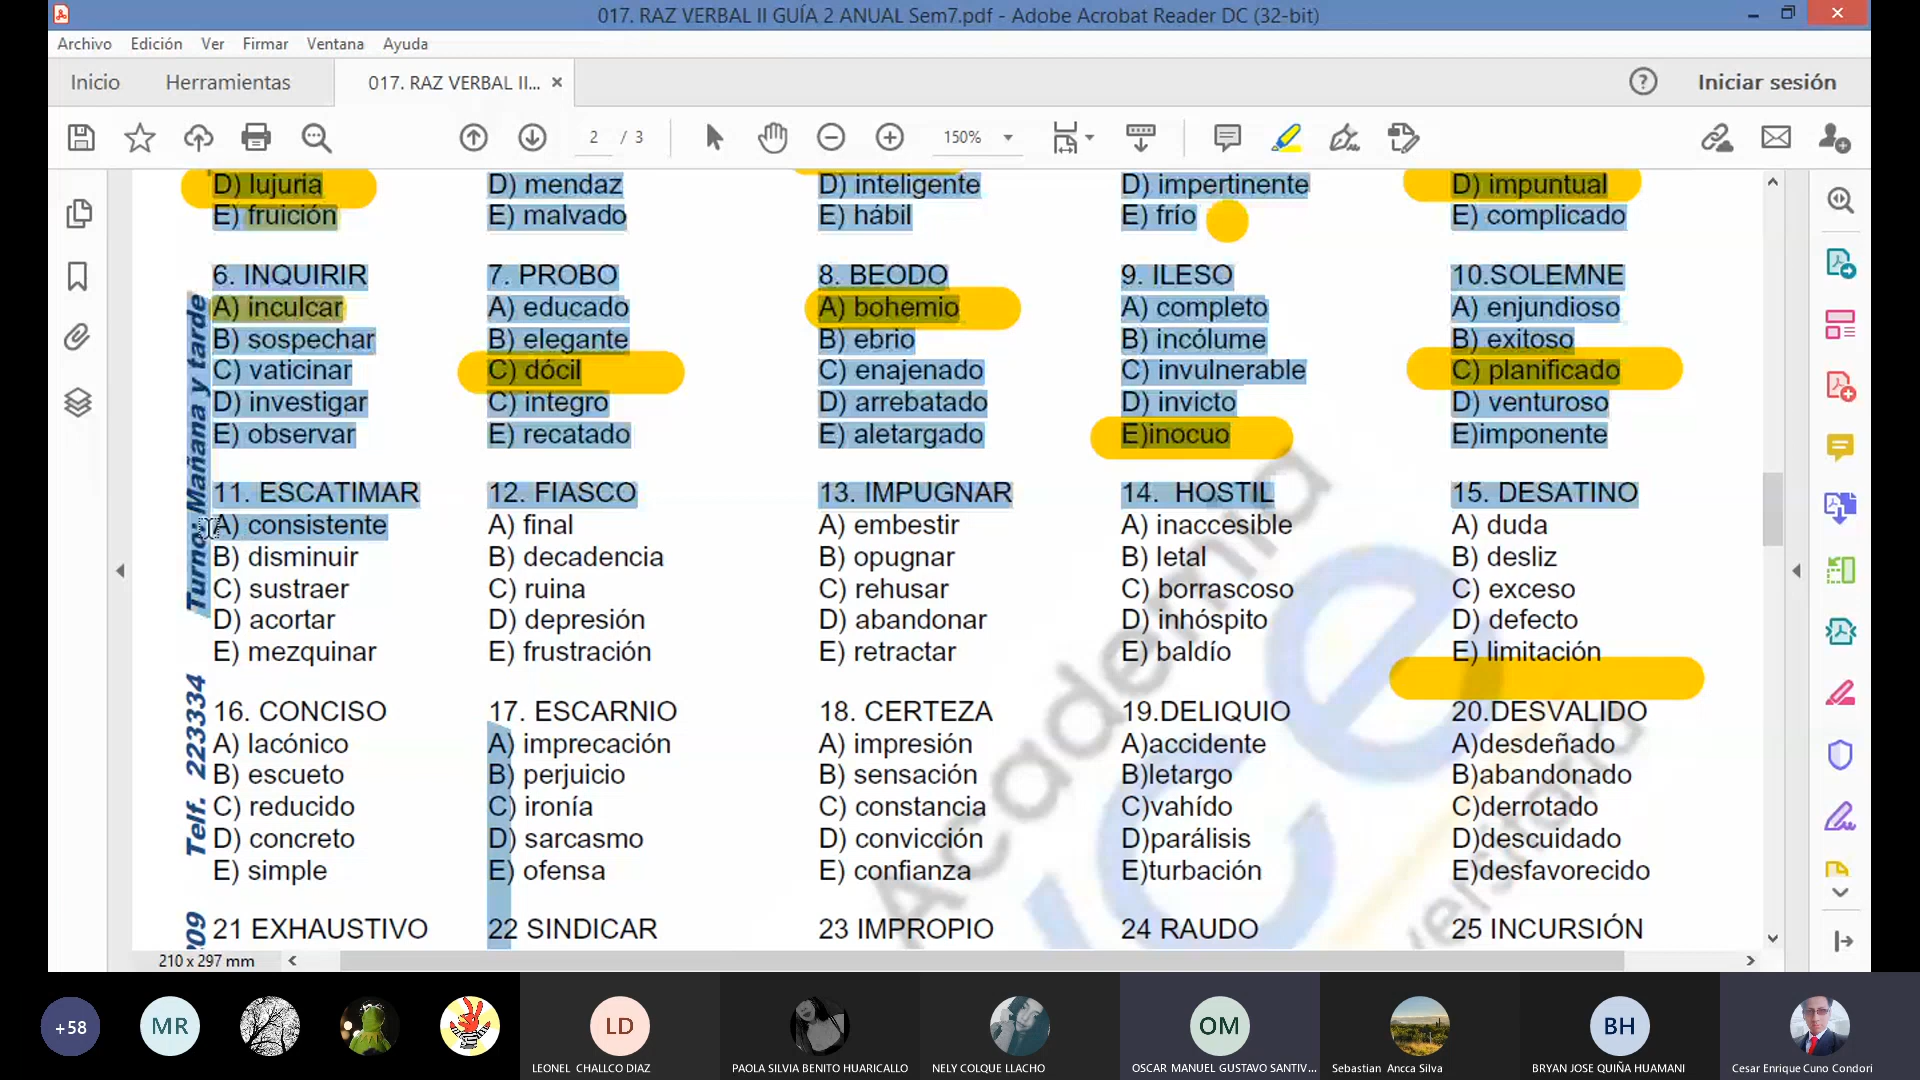 017. RAZ VERBAL II GUÍA 2 ANUAL Sem7.pdf - Adobe Acrobat Reader DC (32-bit)
Archivo Edición Ver Firmar Ventana Ayuda
Inicio Herramientas 017. RAZ VERBAL II... × Iniciar sesión
2 / 3 150%
D) lujuria D) mendaz D) inteligente D) impertinente D) impuntual
E) fruición E) malvado E) hábil E) frío E) complicado
6. INQUIRIR 7. PROBO 8. BEODO 9. ILESO 10.SOLEMNE
A) inculcar A) educado A) bohemio A) completo A) enjundioso
B) sospechar B) elegante B) ebrio B) incólume B) exitoso
C) vaticinar C) dócil C) enajenado C) invulnerable C) planificado
D) investigar C) integro D) arrebatado D) invicto D) venturoso
E) observar E) recatado E) aletargado E)inocuo E)imponente
11. ESCATIMAR 12. FIASCO 13. IMPUGNAR 14. HOSTIL 15. DESATINO
A) consistente A) final A) embestir A) inaccesible A) duda
B) disminuir B) decadencia B) opugnar B) letal B) desliz
C) sustraer C) ruina C) rehusar C) borrascoso C) exceso
D) acortar D) depresión D) abandonar D) inhóspito D) defecto
E) mezquinar E) frustración E) retractar E) baldío E) limitación
16. CONCISO 17. ESCARNIO 18. CERTEZA 19.DELIQUIO 20.DESVALIDO
A) lacónico A) imprecación A) impresión A)accidente A)desdeñado
B) escueto B) perjuicio B) sensación B)letargo B)abandonado
C) reducido C) ironía C) constancia C)vahído C)derrotado
D) concreto D) sarcasmo D) convicción D)parálisis D)descuidado
E) simple E) ofensa E) confianza E)turbación E)desfavorecido
21 EXHAUSTIVO 22 SINDICAR 23 IMPROPIO 24 RAUDO 25 INCURSIÓN
Turno: Mañana y tarde
Telf. 223334
Academia
210 x 297 mm
+58 MR LD OM BH
LEONEL CHALLCO DIAZ PAOLA SILVIA BENITO HUARICALLO NELY COLQUE LLACHO OSCAR MANUEL GUSTAVO SANTIV... Sebastian Ancca Silva BRYAN JOSE QUIÑA HUAMANI Cesar Enrique Cuno Condori